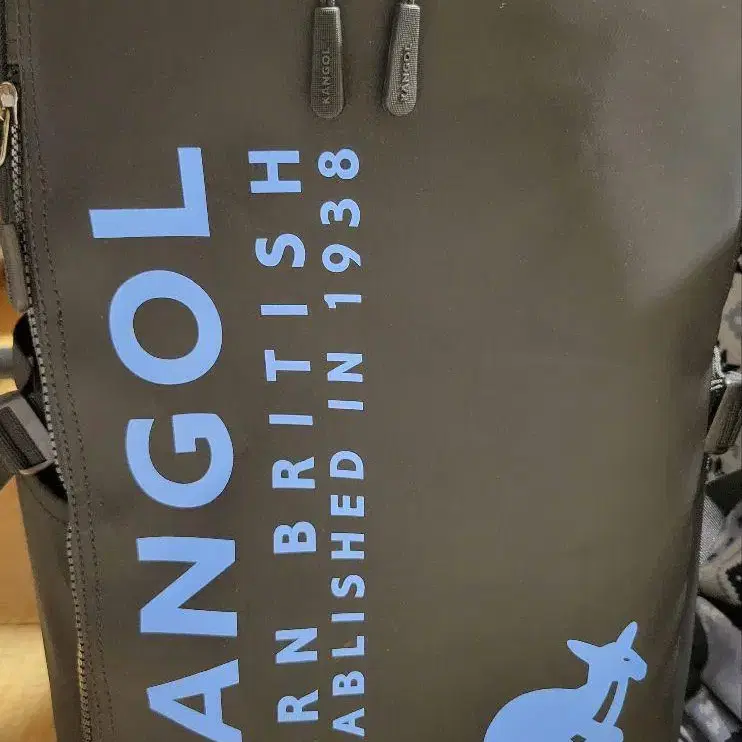 KANGOL
KANGOL
ANGOL
RN BRITISH
ABLISHED IN 1938